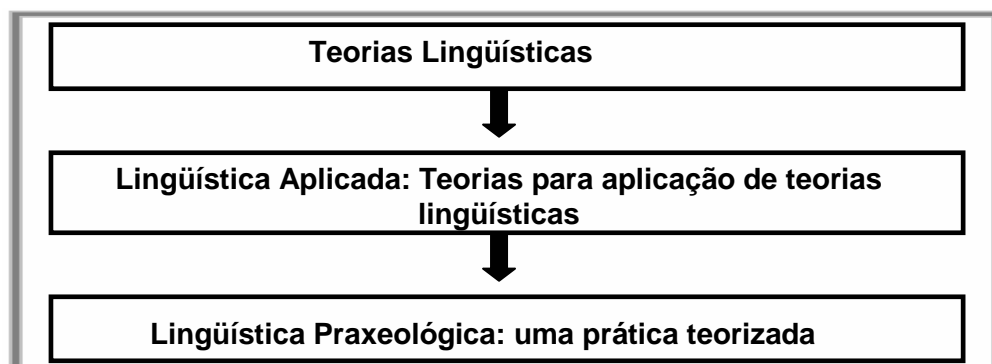 Teorias Lingüísticas
Lingüística Aplicada: Teorias para aplicação de teorias
lingüísticas
Lingüística Praxeológica: uma prática teorizada